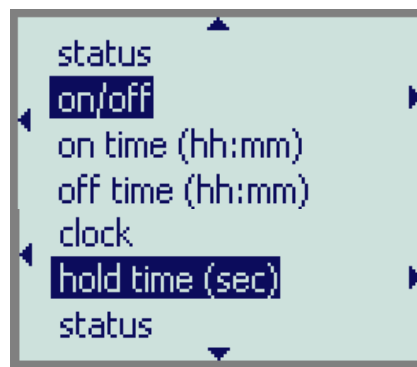 status
on/off
on time (hh:mm)
off time (hh:mm)
clock
hold time (sec)
status